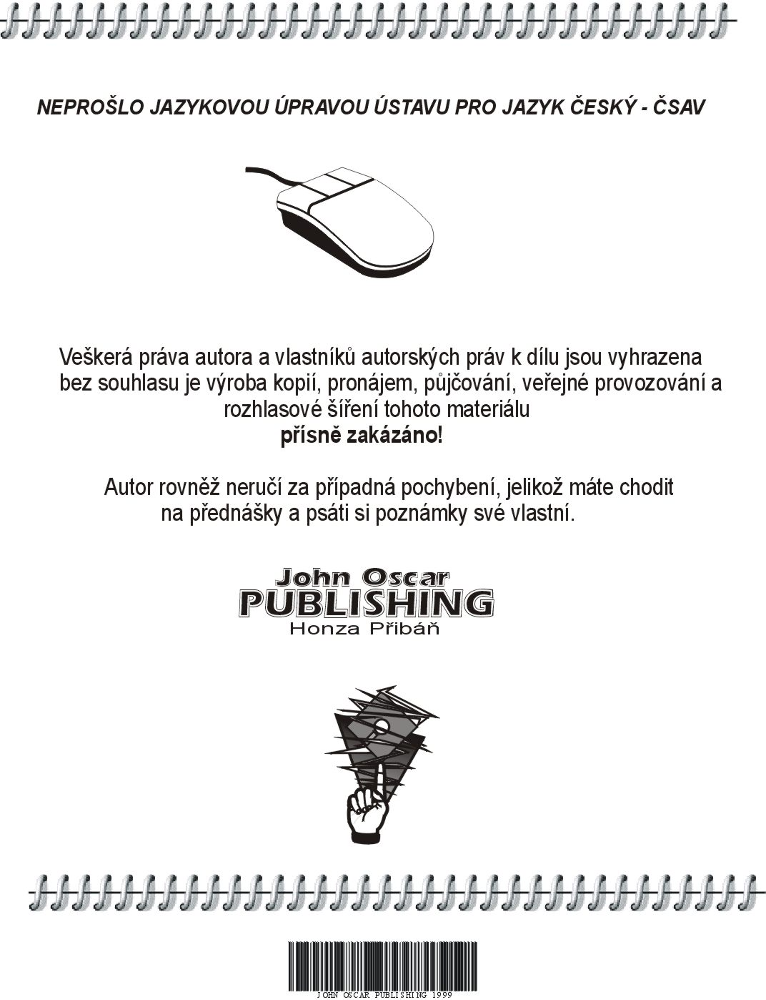 NEPROŠLO JAZYKOVOU ÚPRAVOU ÚSTAVU PRO JAZYK ČESKÝ - ČSAV
Veškerá práva autora a vlastníků autorských práv k dílu jsou vyhrazena
bez souhlasu je výroba kopií, pronájem, půjčování, veřejné provozování a
rozhlasové šíření tohoto materiálu
přísně zakázáno!
Autor rovněž neručí za případná pochybení, jelikož máte chodit
na přednášky a psáti si poznámky své vlastní.
John Oscar
PUBLISHING
Honza Přibáň
JOHN OSCAR PUBLISHING 1999